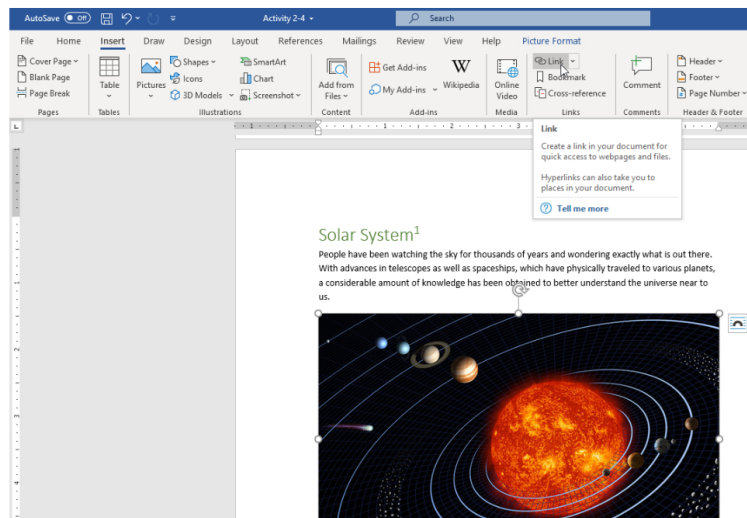 AutoSave Off Activity 2-4 Search
File Home Insert Draw Design Layout References Mailings Review View Help Picture Format
Cover Page
Blank Page
Page Break
Pages
Table
Tables
Pictures
Shapes
Icons
3D Models
SmartArt
Chart
Screenshot
Illustrations
Add from
Files
Content
Get Add-ins
My Add-ins
W
Wikipedia
Add-ins
Online
Video
Media
Link
Bookmark
Cross-reference
Links
Comment
Comments
Header
Footer
Page Number
Header & Footer
L
1 1 2 3
Link
Create a link in your document for
quick access to webpages and files.
Hyperlinks can also take you to
places in your document.
? Tell me more
Solar System1
People have been watching the sky for thousands of years and wondering exactly what is out there.
With advances in telescopes as well as spaceships, which have physically traveled to various planets,
a considerable amount of knowledge has been obtained to better understand the universe near to
us.